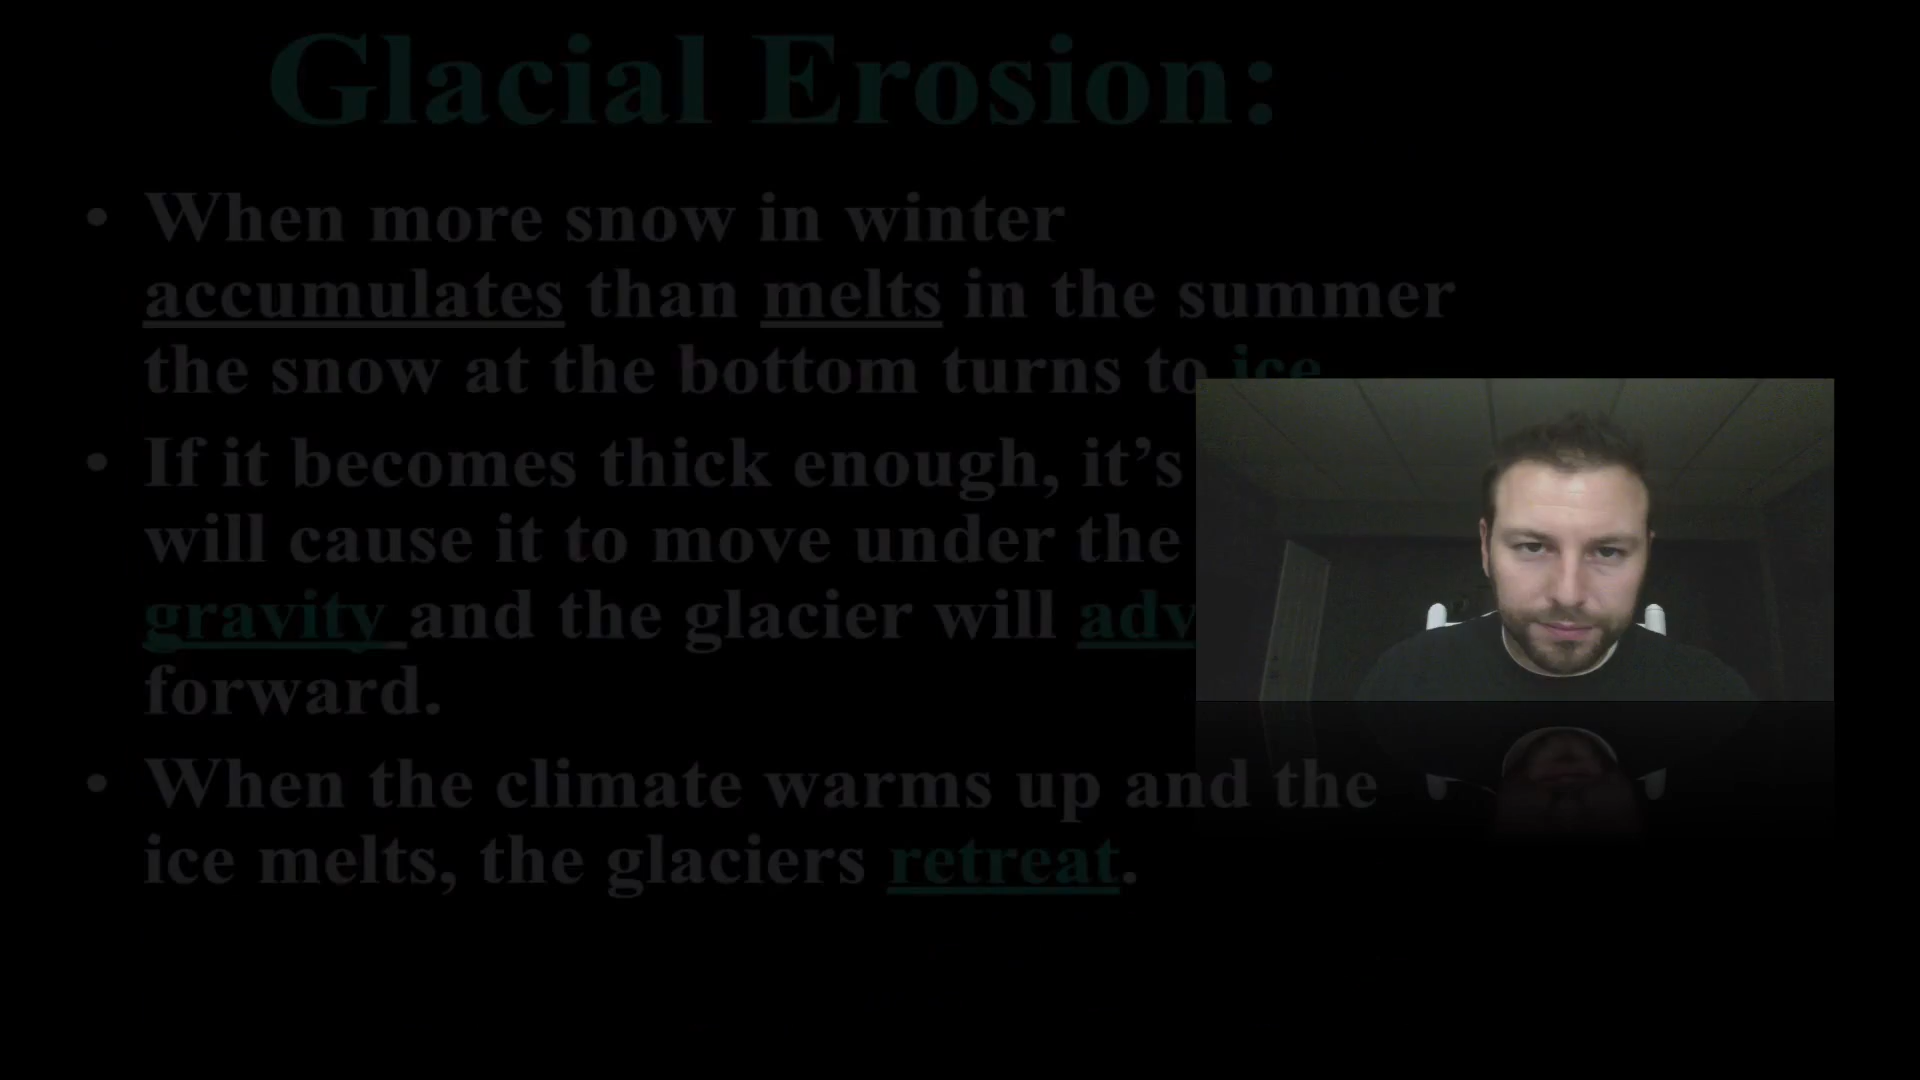 Glacial Erosion:
• When more snow in winter
accumulates than melts in the summer
the snow at the bottom turns to ice
• If it becomes thick enough, it’s
will cause it to move under the
gravity and the glacier will adv
forward.
• When the climate warms up and the
ice melts, the glaciers retreat.